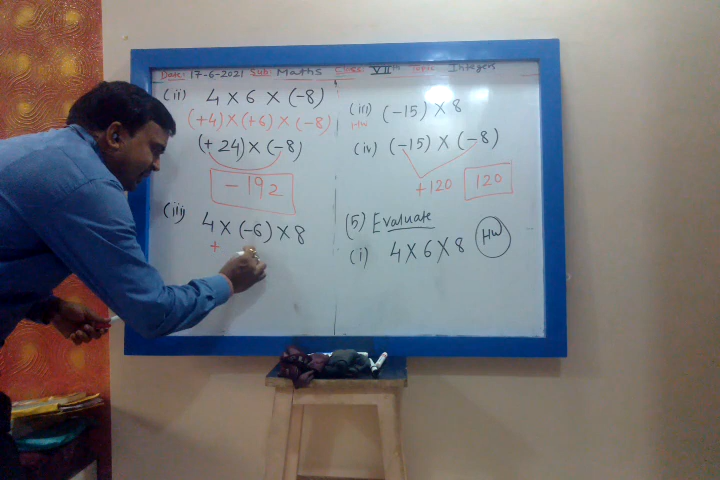 Date: 17-6-2021 Sub: Maths Class: VIIth Topic: Integers
(ii) 4 × 6 × (-8)
(+4) × (+6) × (-8)
(+24) × (-8)
-192
(iii) 4 × (-6) × 8
+
(iii) (-15) × 8
HW
(iv) (-15) × (-8)
+120 120
(5) Evaluate
(i) 4 × 6 × 8 HW